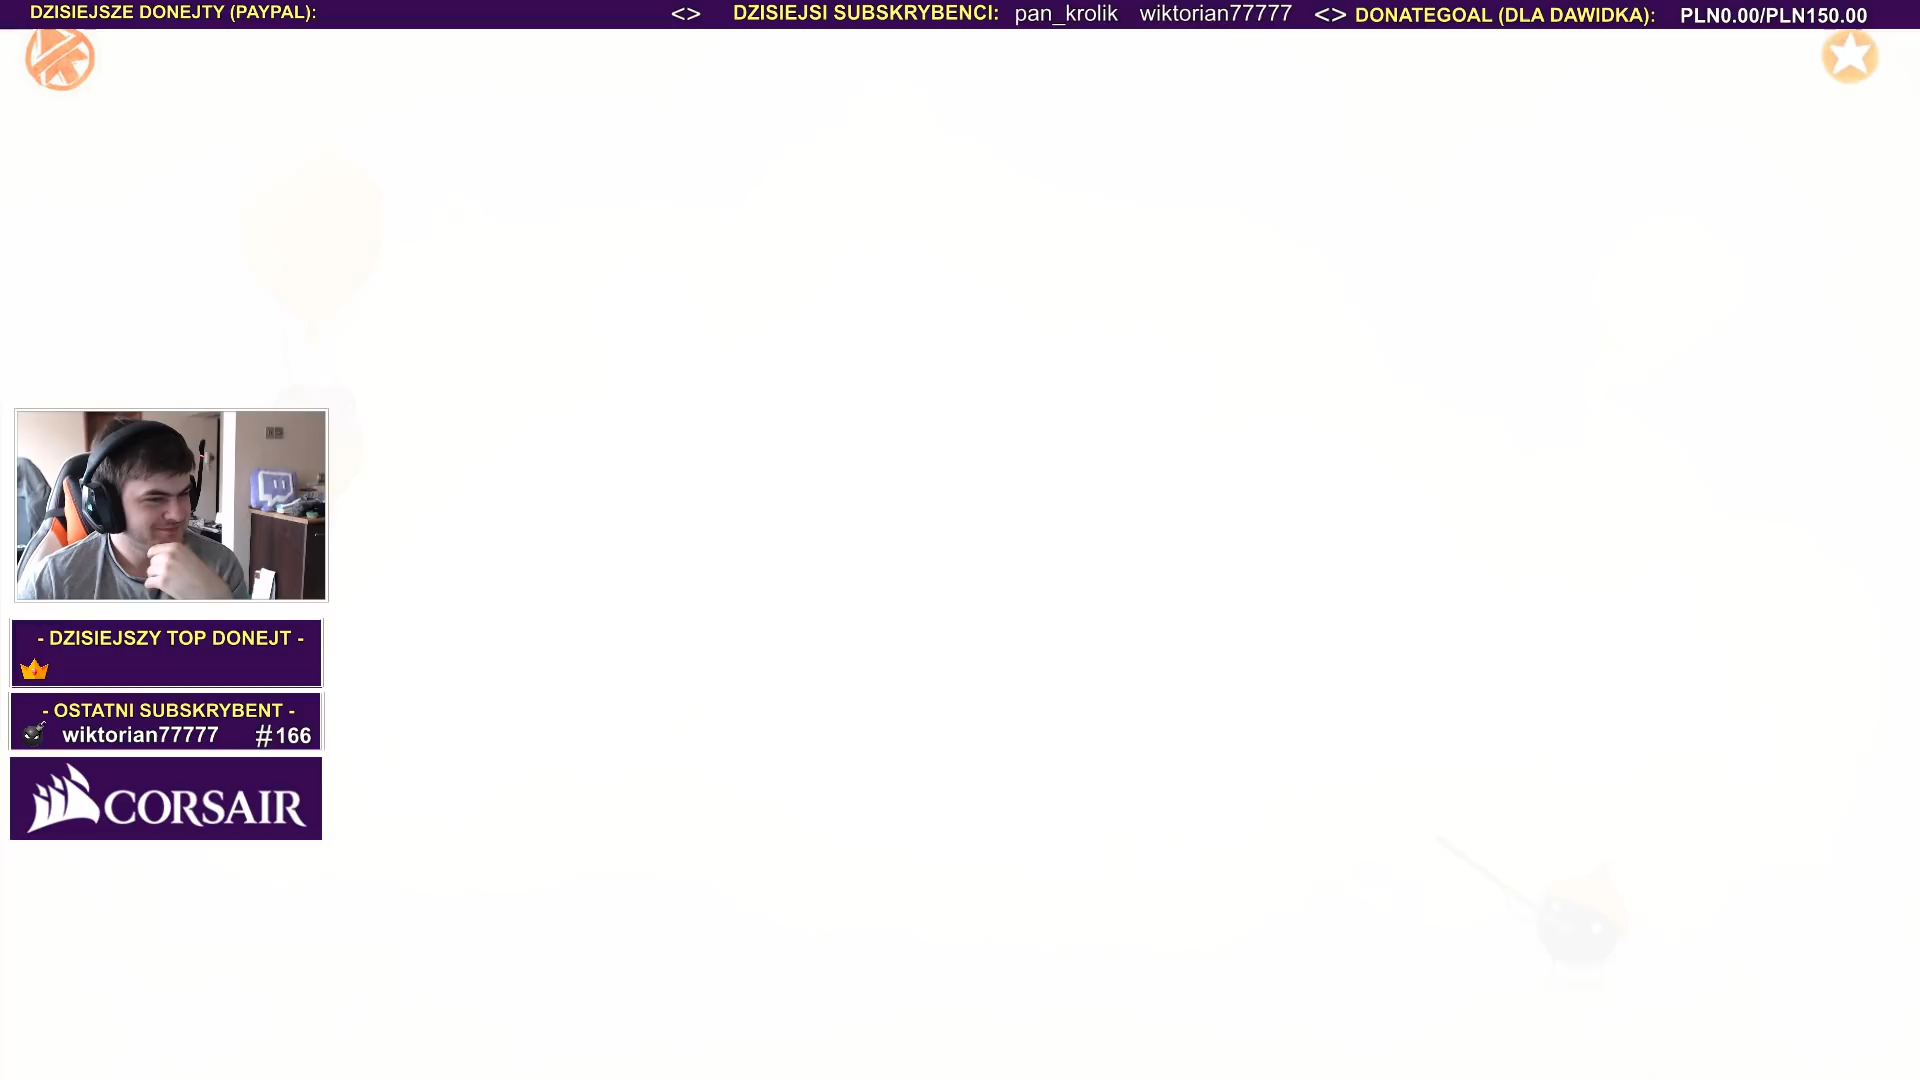 DZISIEJSZE DONEJTY (PAYPAL): <> DZISIEJSI SUBSKRYBENCI: pan_krolik wiktorian77777 <> DONATEGOAL (DLA DAWIDKA): PLN0.00/PLN150.00
- DZISIEJSZY TOP DONEJT -
- OSTATNI SUBSKRYBENT -
wiktorian77777 #166
CORSAIR